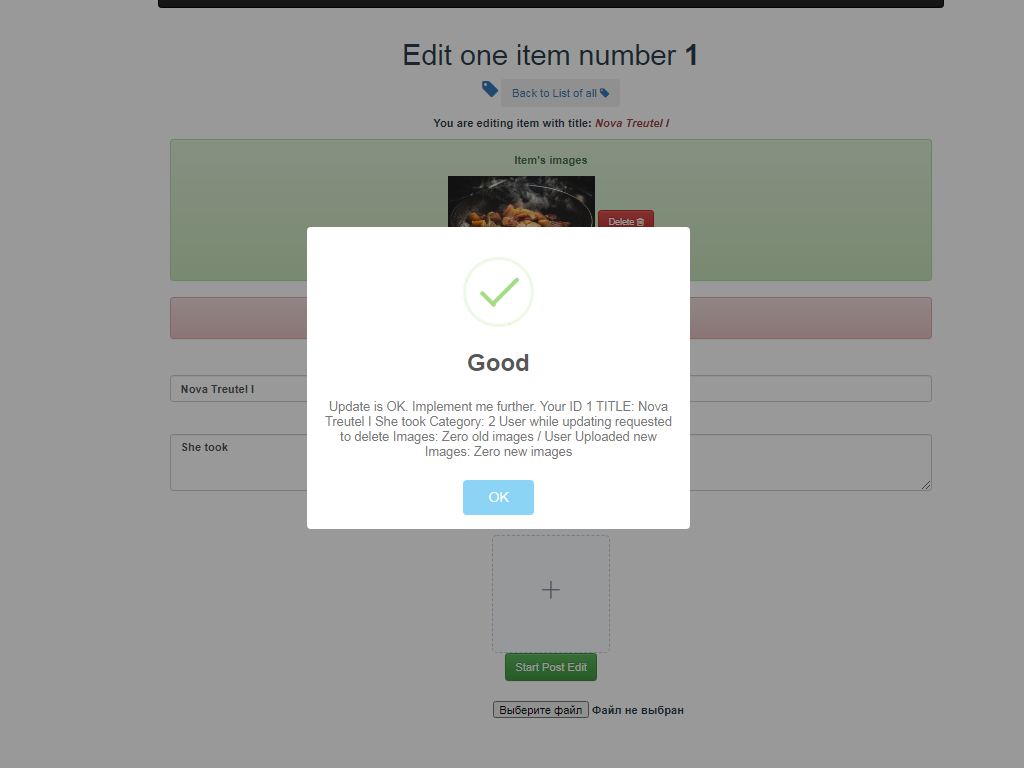 Edit one item number 1
Back to List of all
You are editing item with title: Nova Treutel I
Item's images
Delete
Good
Update is OK. Implement me further. Your ID 1 TITLE: Nova
Treutel I She took Category: 2 User while updating requested
to delete Images: Zero old images / User Uploaded new
Images: Zero new images
OK
Nova Treutel I
She took
Start Post Edit
Выберите файл Файл не выбран